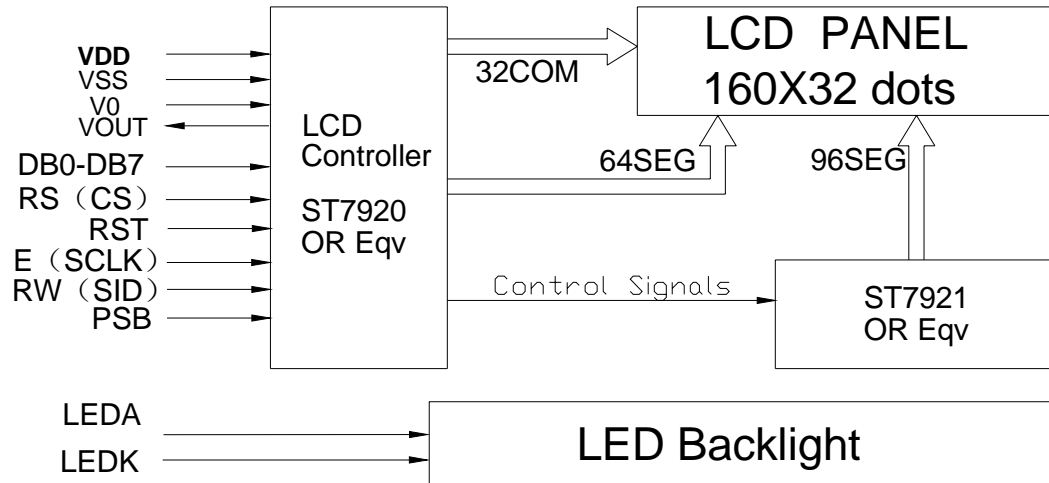 VDD
VSS
V0
VOUT
DB0-DB7
RS（CS）
RST
E（SCLK）
RW（SID）
PSB
LCD
Controller
ST7920
OR Eqv
32COM
LCD PANEL
160X32 dots
64SEG
96SEG
Control Signals
ST7921
OR Eqv
LEDA
LEDK
LED Backlight